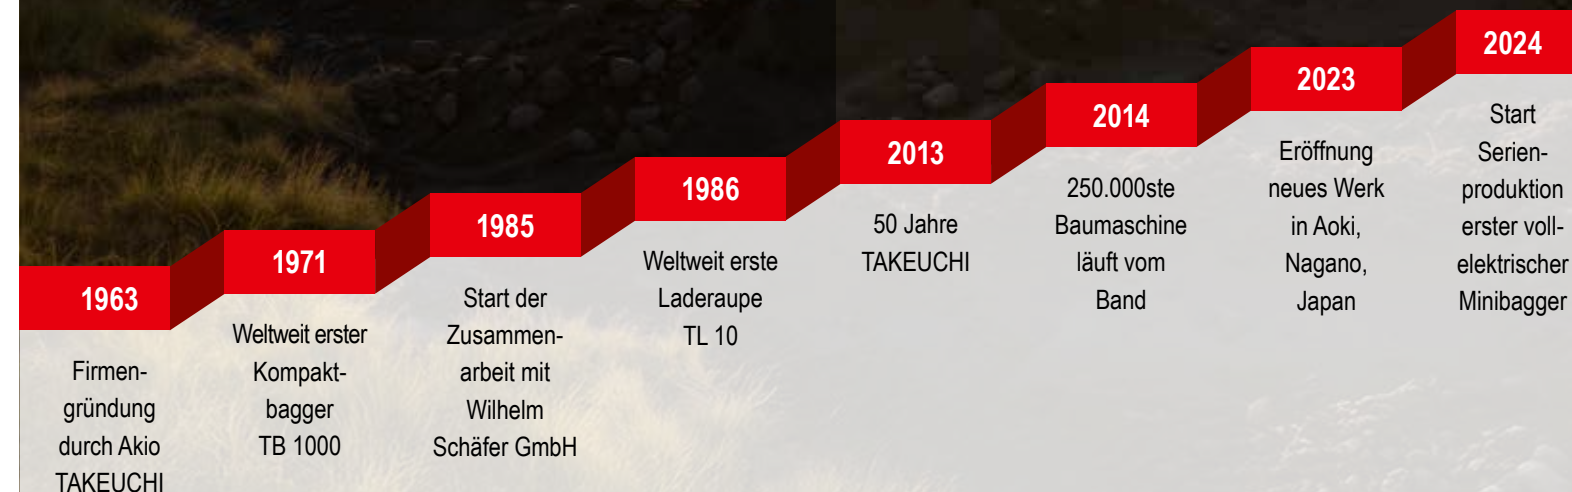 1963
Firmen-
gründung
durch Akio
TAKEUCHI
1971
Weltweit erster
Kompakt-
bagger
TB 1000
1985
Start der
Zusammen-
arbeit mit
Wilhelm
Schäfer GmbH
1986
Weltweit erste
Laderaupe
TL 10
2013
50 Jahre
TAKEUCHI
2014
250.000ste
Baumaschine
läuft vom
Band
2023
Eröffnung
neues Werk
in Aoki,
Nagano,
Japan
2024
Start
Serien-
produktion
erster voll-
elektrischer
Minibagger